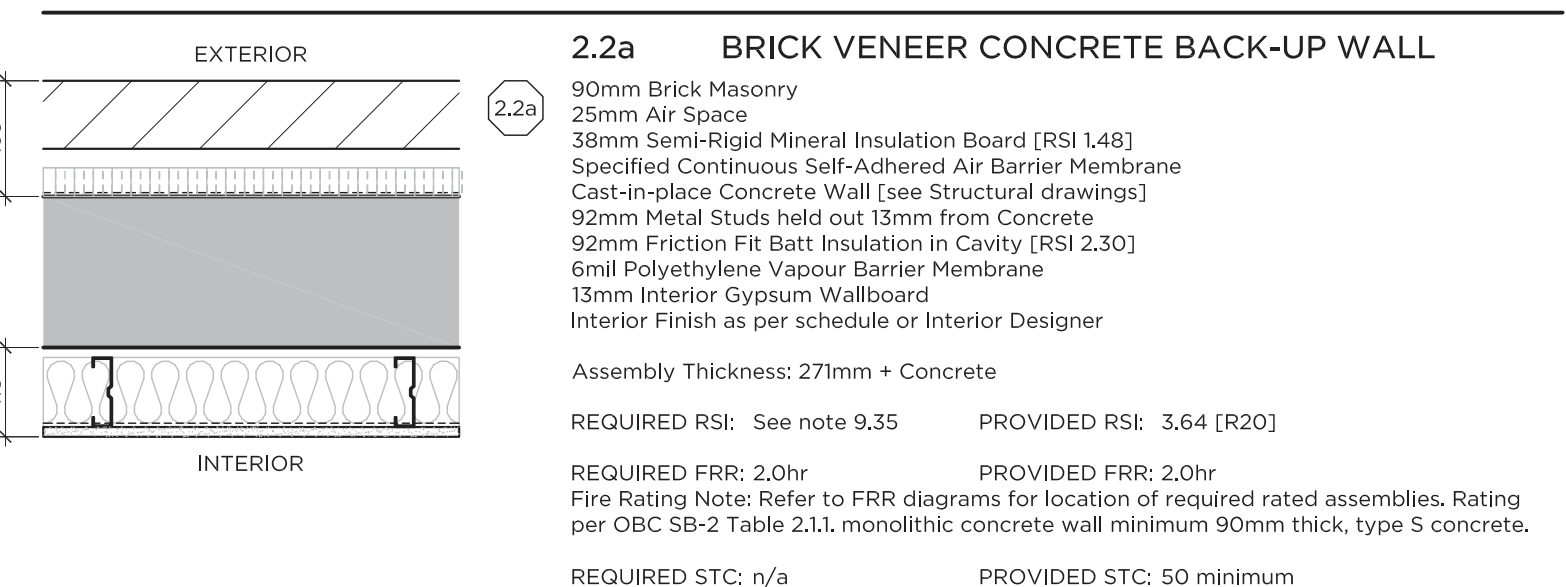 EXTERIOR
2.2a
INTERIOR
2.2a BRICK VENEER CONCRETE BACK-UP WALL
90mm Brick Masonry
25mm Air Space
38mm Semi-Rigid Mineral Insulation Board [RSI 1.48]
Specified Continuous Self-Adhered Air Barrier Membrane
Cast-in-place Concrete Wall [see Structural drawings]
92mm Metal Studs held out 13mm from Concrete
92mm Friction Fit Batt Insulation in Cavity [RSI 2.30]
6mil Polyethylene Vapour Barrier Membrane
13mm Interior Gypsum Wallboard
Interior Finish as per schedule or Interior Designer
Assembly Thickness: 271mm + Concrete
REQUIRED RSI: See note 9.35 PROVIDED RSI: 3.64 [R20]
REQUIRED FRR: 2.0hr PROVIDED FRR: 2.0hr
Fire Rating Note: Refer to FRR diagrams for location of required rated assemblies. Rating
per OBC SB-2 Table 2.1.1. monolithic concrete wall minimum 90mm thick, type S concrete.
REQUIRED STC: n/a PROVIDED STC: 50 minimum